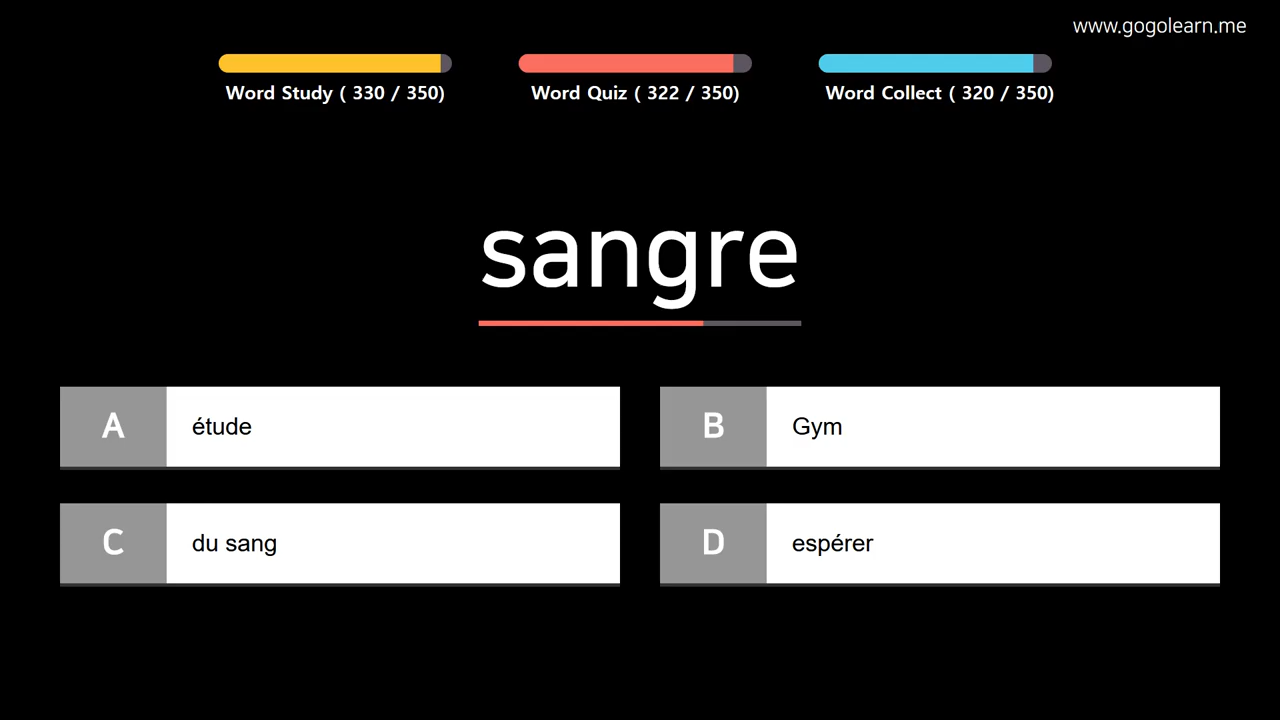 www.gogolearn.me
Word Study ( 330 / 350)
Word Quiz ( 322 / 350)
Word Collect ( 320 / 350)
sangre
A étude
B Gym
C du sang
D espérer